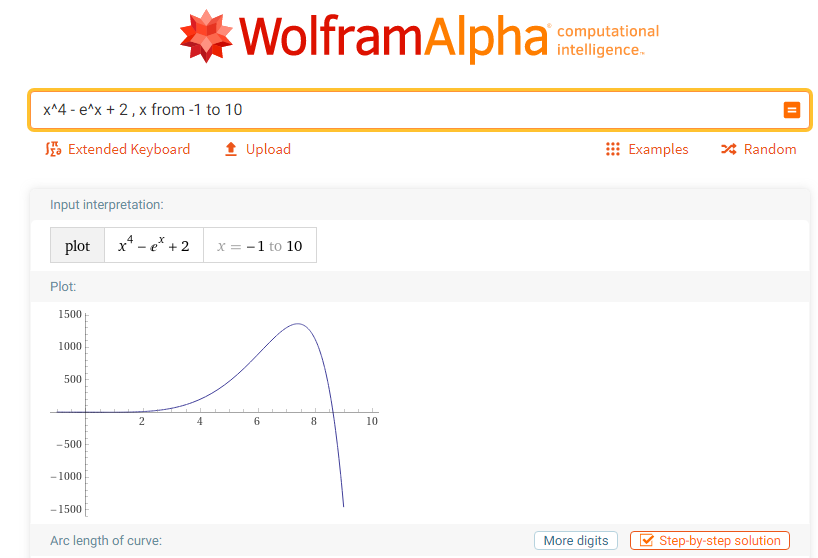 WolframAlpha computational intelligence.
x^4 - e^x + 2 , x from -1 to 10
Extended Keyboard Upload Examples Random
Input interpretation:
plot x⁴ − eˣ + 2 x = −1 to 10
Plot:
1500
1000
500
2 4 6 8 10
−500
−1000
−1500
Arc length of curve: More digits Step-by-step solution